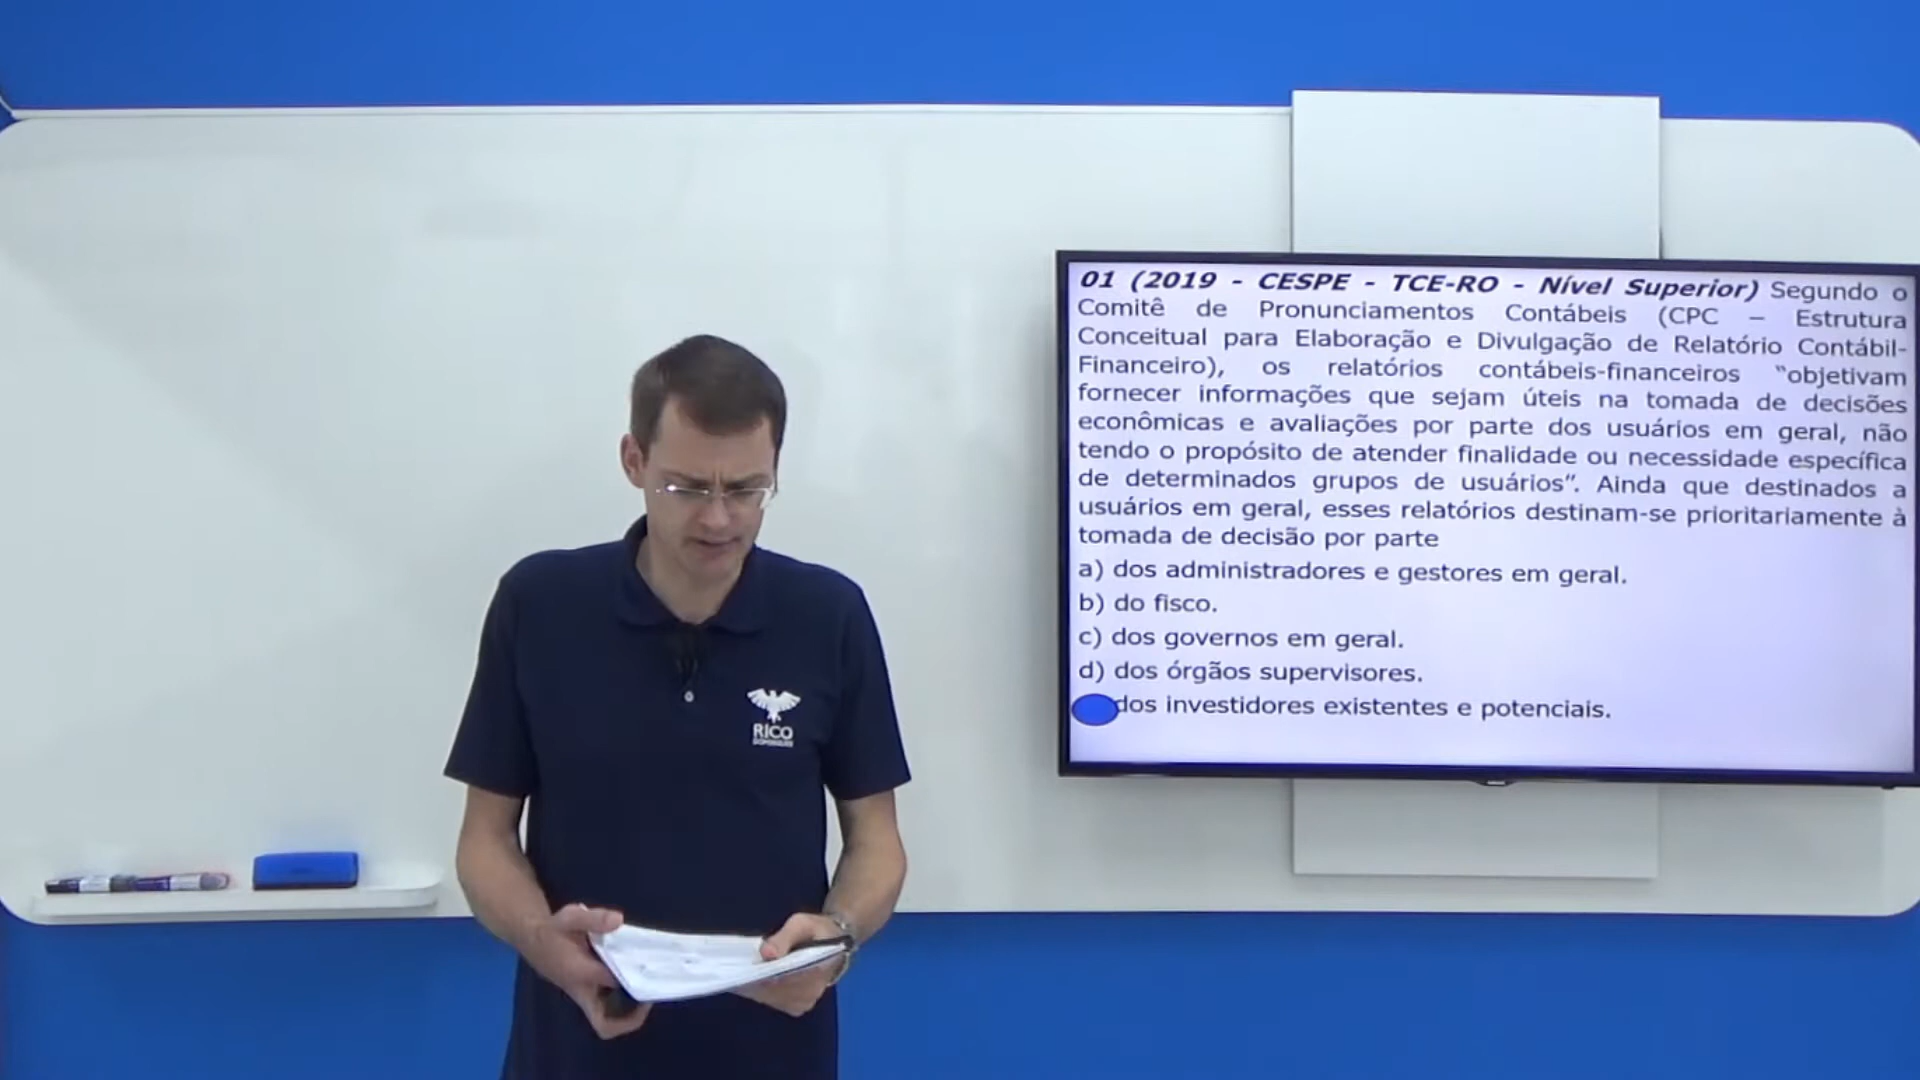 01 (2019 - CESPE - TCE-RO - Nível Superior) Segundo o
Comitê de Pronunciamentos Contábeis (CPC – Estrutura
Conceitual para Elaboração e Divulgação de Relatório Contábil-
Financeiro), os relatórios contábeis-financeiros "objetivam
fornecer informações que sejam úteis na tomada de decisões
econômicas e avaliações por parte dos usuários em geral, não
tendo o propósito de atender finalidade ou necessidade específica
de determinados grupos de usuários". Ainda que destinados a
usuários em geral, esses relatórios destinam-se prioritariamente à
tomada de decisão por parte
a) dos administradores e gestores em geral.
b) do fisco.
c) dos governos em geral.
d) dos órgãos supervisores.
dos investidores existentes e potenciais.
RICO